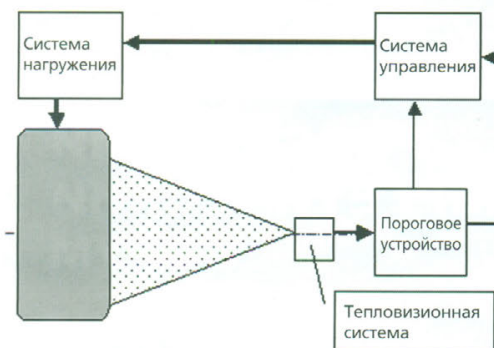 Система
нагружения
Система
управления
Пороговое
устройство
Тепловизионная
система